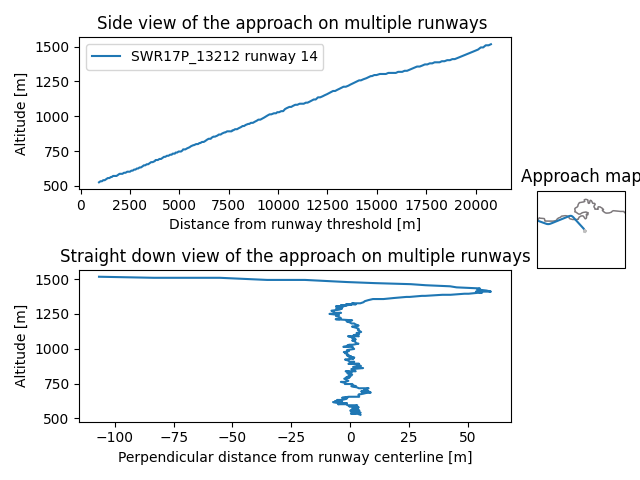 Side view of the approach on multiple runways
Altitude [m]
1500
1250
1000
750
500
SWR17P_13212 runway 14
0 2500 5000 7500 10000 12500 15000 17500 20000
Distance from runway threshold [m]
Approach map
Straight down view of the approach on multiple runways
Altitude [m]
1500
1250
1000
750
500
−100 −75 −50 −25 0 25 50
Perpendicular distance from runway centerline [m]